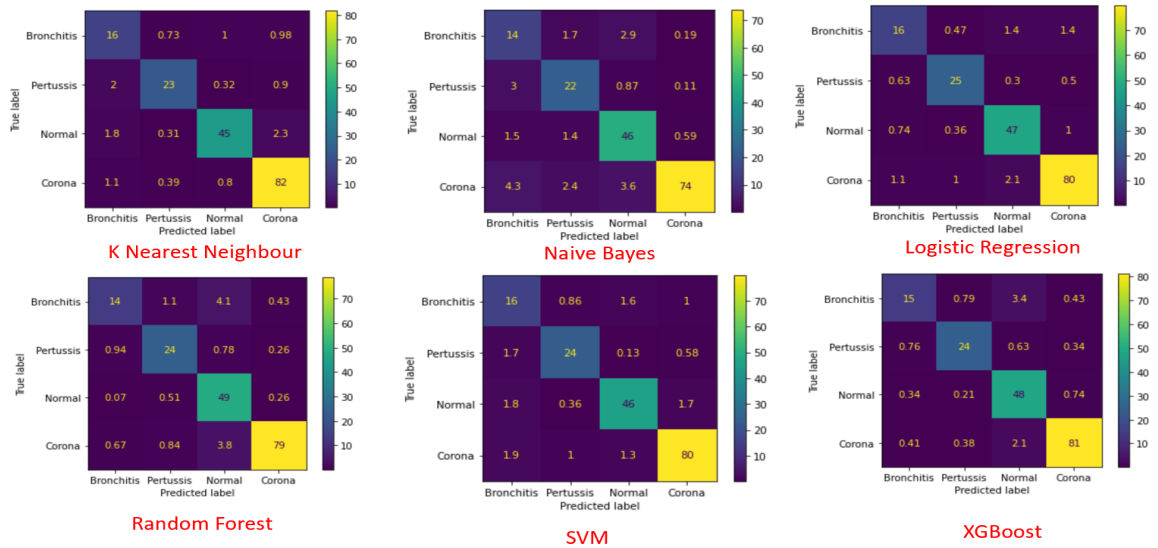 Bronchitis 16 0.73 1 0.98
Pertussis 2 23 0.32 0.9
Normal 1.8 0.31 45 2.3
Corona 1.1 0.39 0.8 82
True label
80
70
60
50
40
30
20
10
Bronchitis Pertussis Normal Corona
Predicted label
K Nearest Neighbour
Bronchitis 14 1.7 2.9 0.19
Pertussis 3 22 0.87 0.11
Normal 1.5 1.4 46 0.59
Corona 4.3 2.4 3.6 74
True label
70
60
50
40
30
20
10
Bronchitis Pertussis Normal Corona
Predicted label
Naive Bayes
Bronchitis 16 0.47 1.4 1.4
Pertussis 0.63 25 0.3 0.5
Normal 0.74 0.36 47 1
Corona 1.1 1 2.1 80
True label
70
60
50
40
30
20
10
Bronchitis Pertussis Normal Corona
Predicted label
Logistic Regression
Bronchitis 14 1.1 4.1 0.43
Pertussis 0.94 24 0.78 0.26
Normal 0.07 0.51 49 0.26
Corona 0.67 0.84 3.8 79
True label
70
60
50
40
30
20
10
Bronchitis Pertussis Normal Corona
Predicted label
Random Forest
Bronchitis 16 0.86 1.6 1
Pertussis 1.7 24 0.13 0.58
Normal 1.8 0.36 46 1.7
Corona 1.9 1 1.3 80
True label
70
60
50
40
30
20
10
Bronchitis Pertussis Normal Corona
Predicted label
SVM
Bronchitis 15 0.79 3.4 0.43
Pertussis 0.76 24 0.63 0.34
Normal 0.34 0.21 48 0.74
Corona 0.41 0.38 2.1 81
True label
80
70
60
50
40
30
20
10
Bronchitis Pertussis Normal Corona
Predicted label
XGBoost